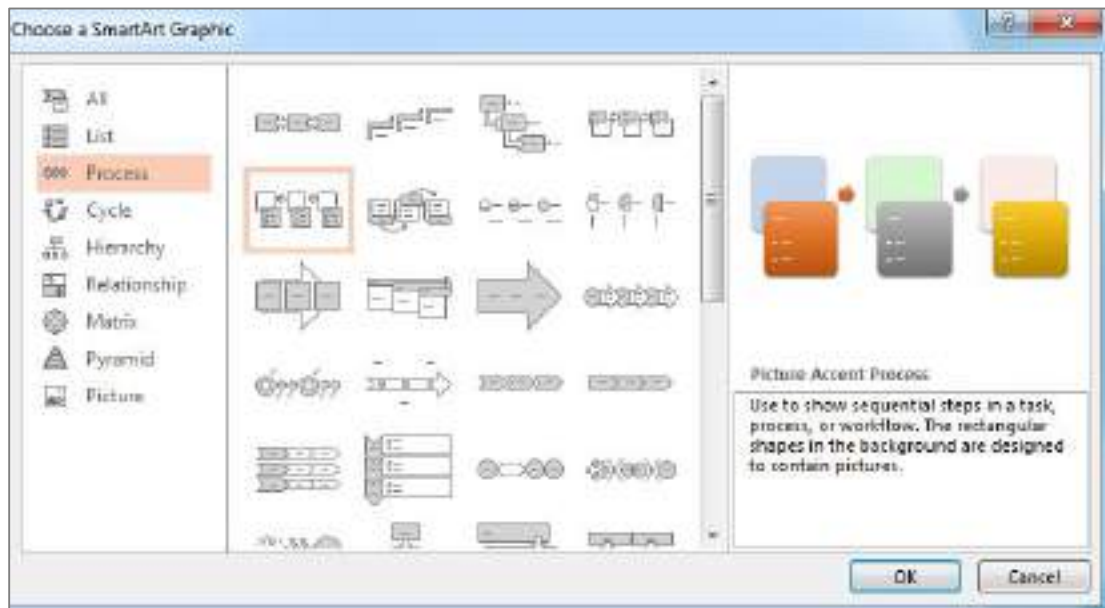 Choose a SmartArt Graphic
All
List
Process
Cycle
Hierarchy
Relationship
Matrix
Pyramid
Picture
Picture Accent Process
Use to show sequential steps in a task,
process, or workflow. The rectangular
shapes in the background are designed
to contain pictures.
OK
Cancel